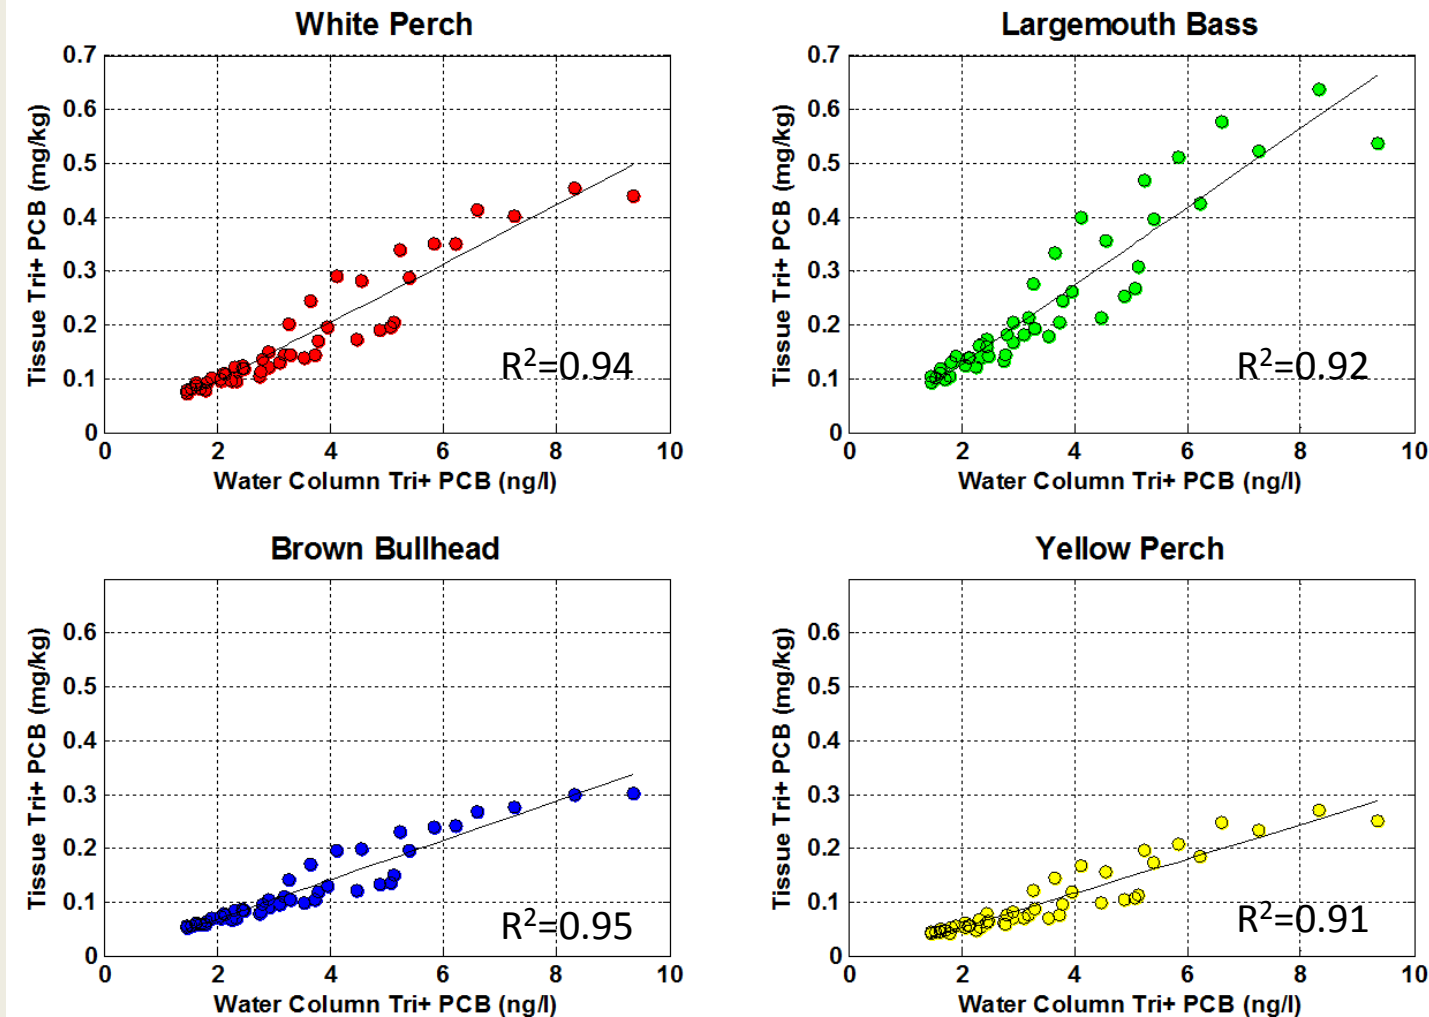 White Perch
0.7
0.6
0.5
0.4
0.3
0.2
0.1
0
Tissue Tri+ PCB (mg/kg)
R²=0.94
0 2 4 6 8 10
Water Column Tri+ PCB (ng/l)
Largemouth Bass
0.7
0.6
0.5
0.4
0.3
0.2
0.1
0
Tissue Tri+ PCB (mg/kg)
R²=0.92
0 2 4 6 8 10
Water Column Tri+ PCB (ng/l)
Brown Bullhead
0.6
0.5
0.4
0.3
0.2
0.1
0
Tissue Tri+ PCB (mg/kg)
R²=0.95
0 2 4 6 8 10
Water Column Tri+ PCB (ng/l)
Yellow Perch
0.6
0.5
0.4
0.3
0.2
0.1
0
Tissue Tri+ PCB (mg/kg)
R²=0.91
0 2 4 6 8 10
Water Column Tri+ PCB (ng/l)